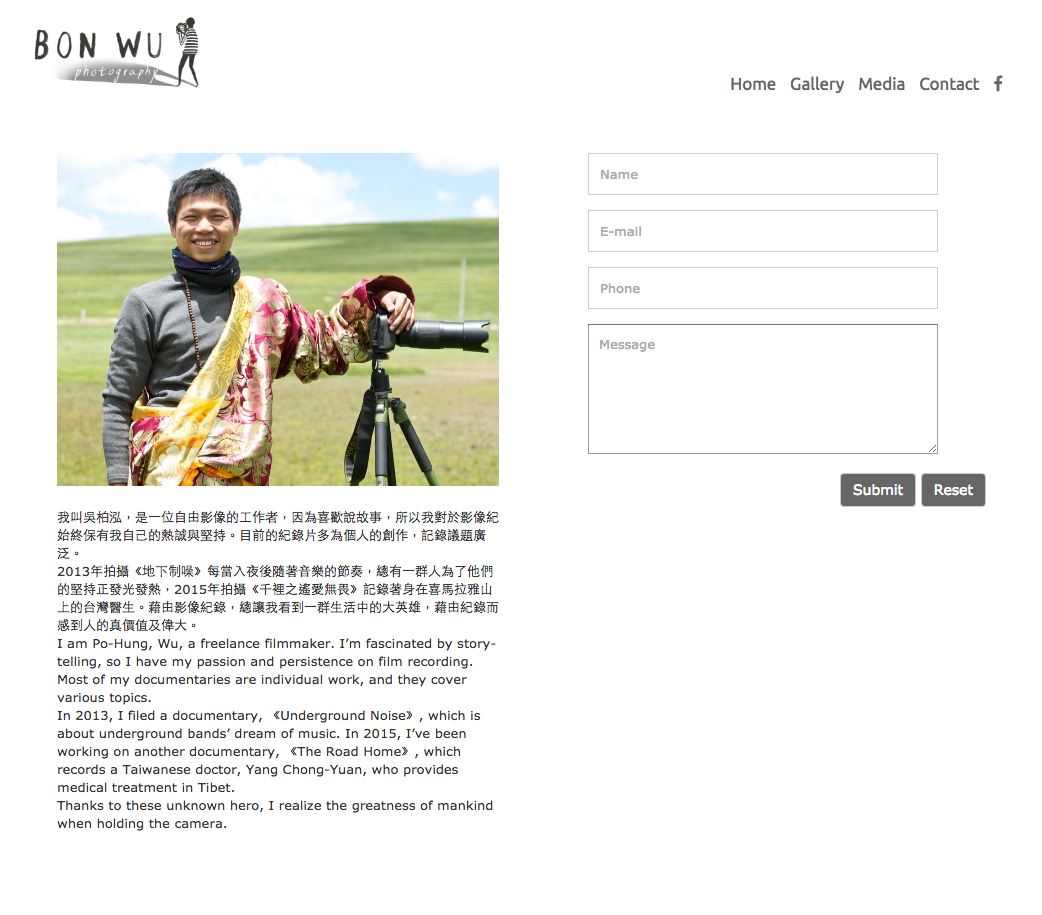 BON WU
photography
Home Gallery Media Contact f
Name
E-mail
Phone
Message
Submit Reset
我叫吳柏泓，是一位自由影像的工作者，因為喜歡說故事，所以我對於影像紀
始終保有我自己的熱誠與堅持。目前的紀錄片多為個人的創作，記錄議題廣
泛。
2013年拍攝《地下制噪》每當入夜後隨著音樂的節奏，總有一群人為了他們
的堅持正發光發熱，2015年拍攝《千裡之遙愛無畏》記錄著身在喜馬拉雅山
上的台灣醫生。藉由影像紀錄，總讓我看到一群生活中的大英雄，藉由紀錄而
感到人的真價值及偉大。
I am Po-Hung, Wu, a freelance filmmaker. I’m fascinated by story-
telling, so I have my passion and persistence on film recording.
Most of my documentaries are individual work, and they cover
various topics.
In 2013, I filed a documentary, 《Underground Noise》, which is
about underground bands’ dream of music. In 2015, I’ve been
working on another documentary, 《The Road Home》, which
records a Taiwanese doctor, Yang Chong-Yuan, who provides
medical treatment in Tibet.
Thanks to these unknown hero, I realize the greatness of mankind
when holding the camera.